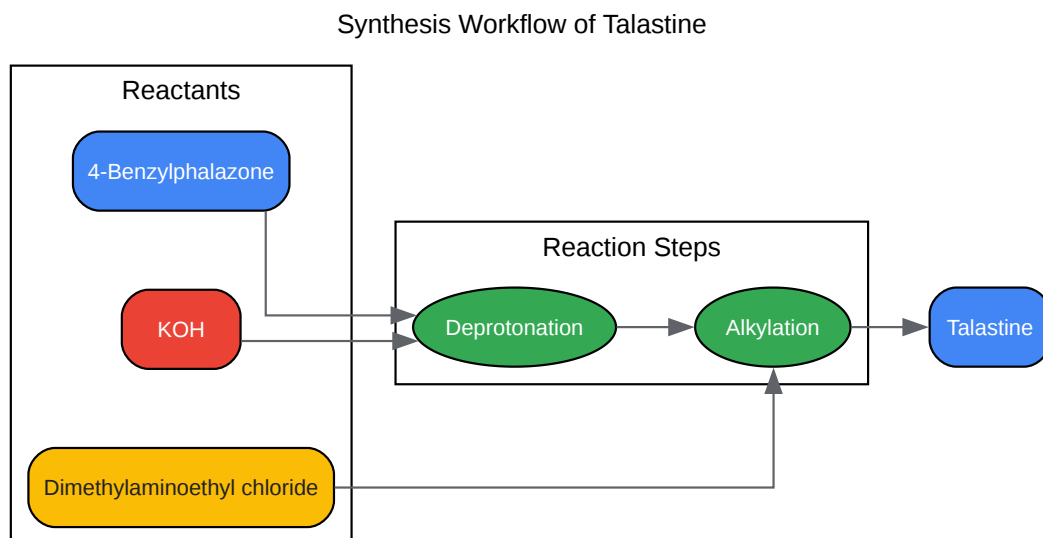 Synthesis Workflow of Talastine
Reactants
4-Benzylphalazone
KOH
Dimethylaminoethyl chloride
Reaction Steps
Deprotonation
Alkylation
Talastine